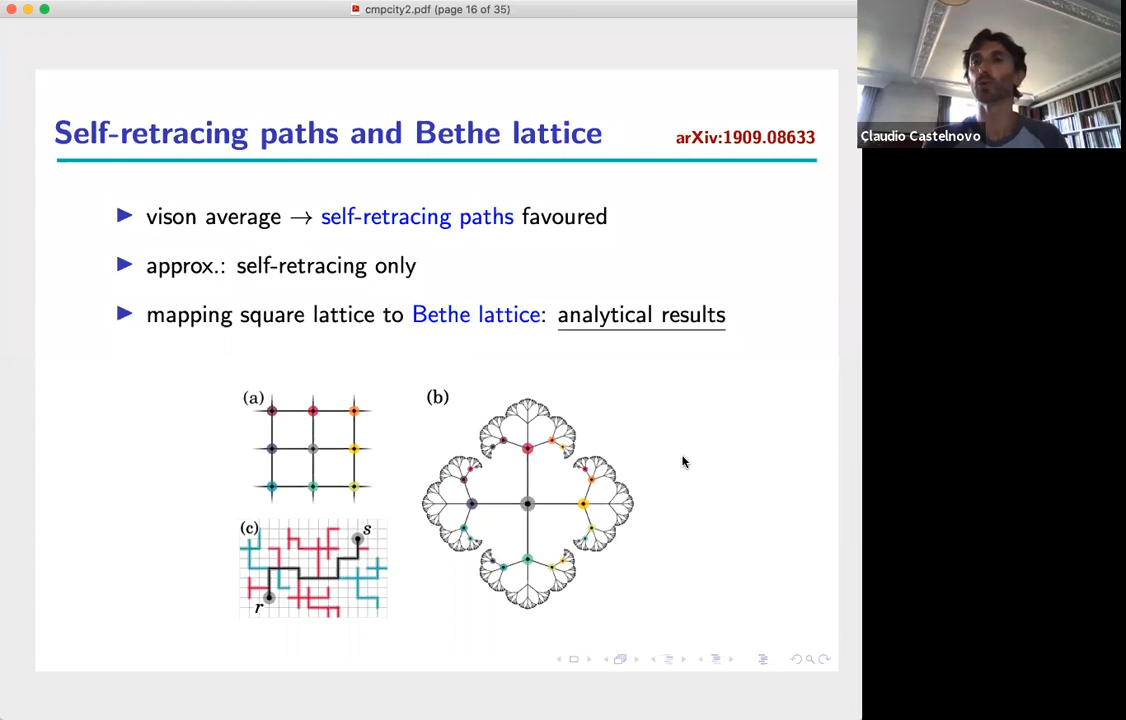 cmpcity2.pdf (page 16 of 35)
Self-retracing paths and Bethe lattice arXiv:1909.08633
Claudio Castelnovo
vison average → self-retracing paths favoured
approx.: self-retracing only
mapping square lattice to Bethe lattice: analytical results
(a)
(b)
(c)
s
r